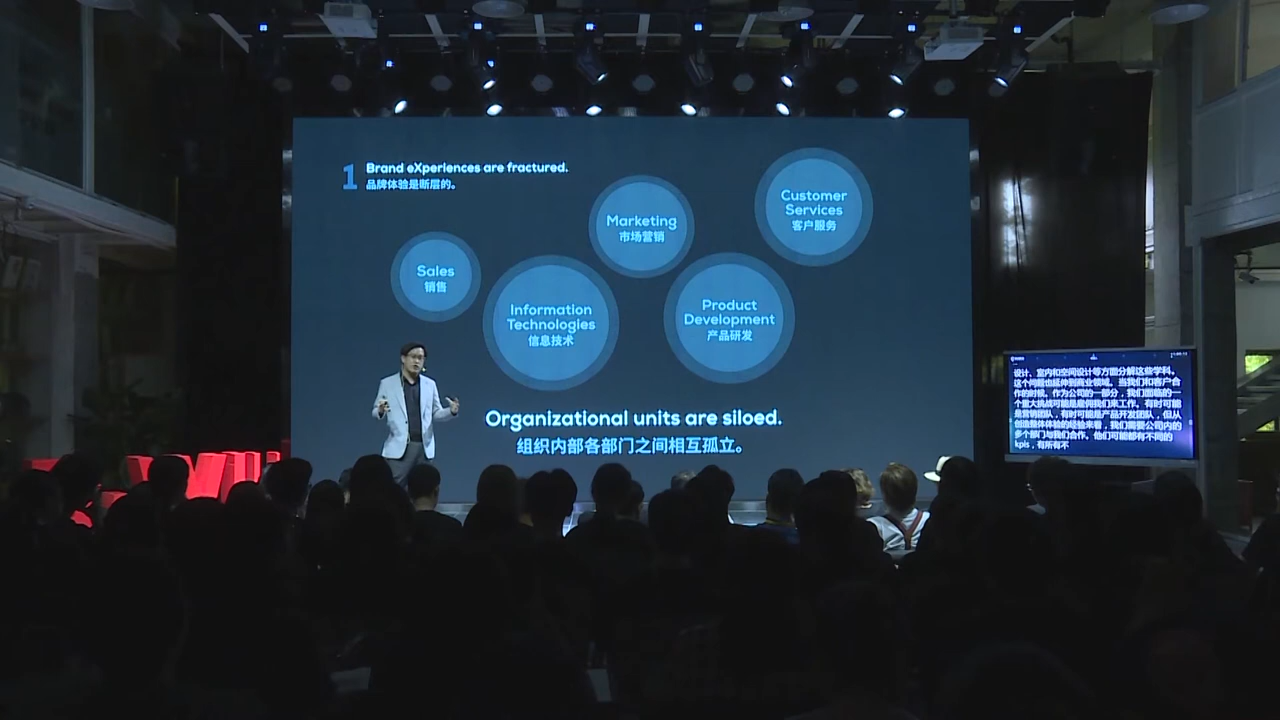 1
Brand eXperiences are fractured.
品牌体验是断层的。
Customer
Services
客户服务
Marketing
市场营销
Sales
销售
Information
Technologies
信息技术
Product
Development
产品研发
Organizational units are siloed.
组织内部各部门之间相互孤立。
设计、室内和空间设计等方面分解这些学科。
这个问题也延伸到商业领域。当我们和客户合
作的时候，作为公司的一部分，我们面临的一
个重大挑战可能是雇佣我们来工作。有时可能
是营销团队，有时可能是产品开发团队，但从
创造整体体验的经验来看，我们需要公司内的
多个部门与我们合作。他们可能都有不同的
kpis，有所有不